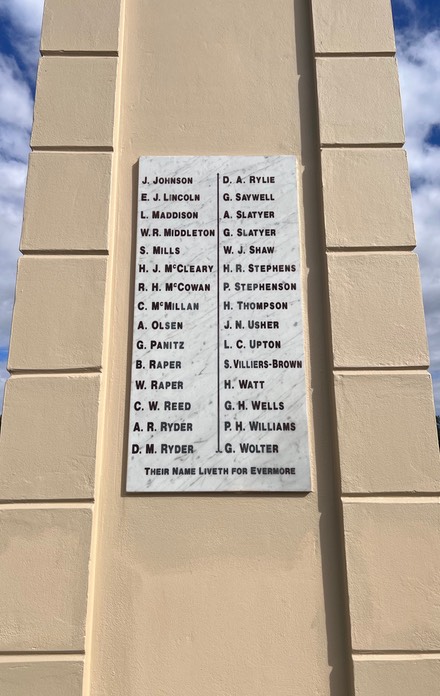 J. JOHNSON
E. J. LINCOLN
L. MADDISON
W. R. MIDDLETON
S. MILLS
H. J. McCLEARY
R. H. McCOWAN
C. McMILLAN
A. OLSEN
G. PANITZ
B. RAPER
W. RAPER
C. W. REED
A. R. RYDER
D. M. RYDER
D. A. RYLIE
G. SAYWELL
A. SLATYER
G. SLATYER
W. J. SHAW
H. R. STEPHENS
P. STEPHENSON
H. THOMPSON
J. N. USHER
L. C. UPTON
S. VILLIERS-BROWN
H. WATT
G. H. WELLS
P. H. WILLIAMS
G. WOLTER
THEIR NAME LIVETH FOR EVERMORE